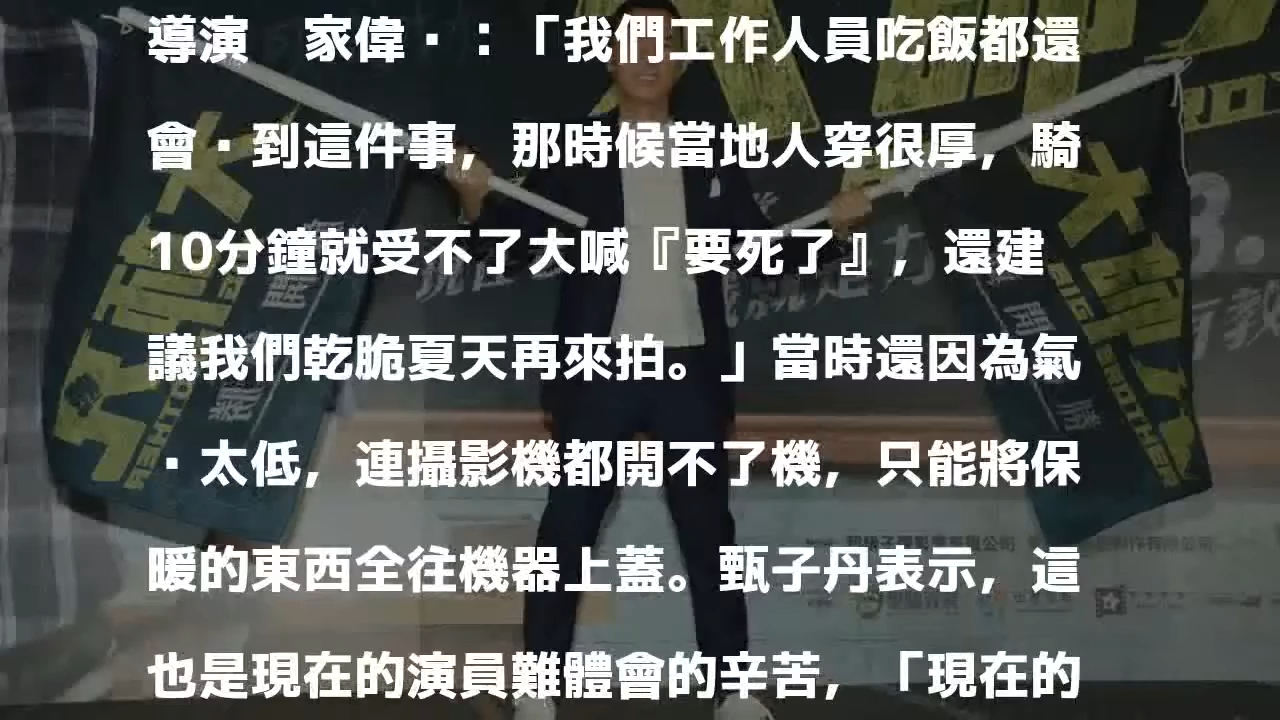 導演　家偉▪：「我們工作人員吃飯都還
會▪到這件事，那時候當地人穿很厚，騎
10分鐘就受不了大喊『要死了』，還建
議我們乾脆夏天再來拍。」當時還因為氣
▪太低，連攝影機都開不了機，只能將保
暖的東西全往機器上蓋。甄子丹表示，這
也是現在的演員難體會的辛苦，「現在的
大師
BIG
BROTHER